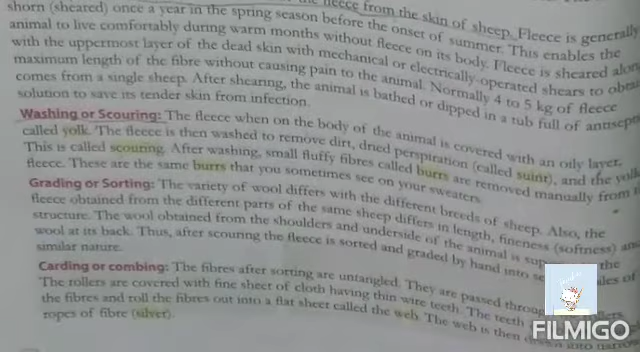 the fleece from the skin of sheep. Fleece is generally
shorn (sheared) once a year in the spring season before the onset of summer. This enables the
animal to live comfortably during warm months without fleece on its body. Fleece is sheared along
with the uppermost layer of the dead skin with mechanical or electrically-operated shears to obtain
maximum length of the fibre without causing pain to the animal. Normally 4 to 5 kg of fleece
comes from a single sheep. After shearing, the animal is bathed or dipped in a tub full of antiseptic
solution to save its tender skin from infection.
Washing or Scouring: The fleece when on the body of the animal is covered with an oily layer,
called yolk. The fleece is then washed to remove dirt, dried perspiration (called suint), and the yolk.
This is called scouring. After washing, small fluffy fibres called burrs are removed manually from
fleece. These are the same burrs that you sometimes see on your sweaters.
Grading or Sorting: The variety of wool differs with the different breeds of sheep. Also, the
fleece obtained from the different parts of the same sheep differs in length, fineness (softness) and
structure. The wool obtained from the shoulders and underside of the animal is the
wool at its back. Thus, after scouring the fleece is sorted and graded by hand into of
similar nature.
Carding or combing: The fibres after sorting are untangled. They are passed through
The rollers are covered with fine sheet of cloth having thin wire teeth. The teeth
the fibres and roll the fibres out into a flat sheet called the web. The web is then into narrow
ropes of fibre (silver).
FILMIGO